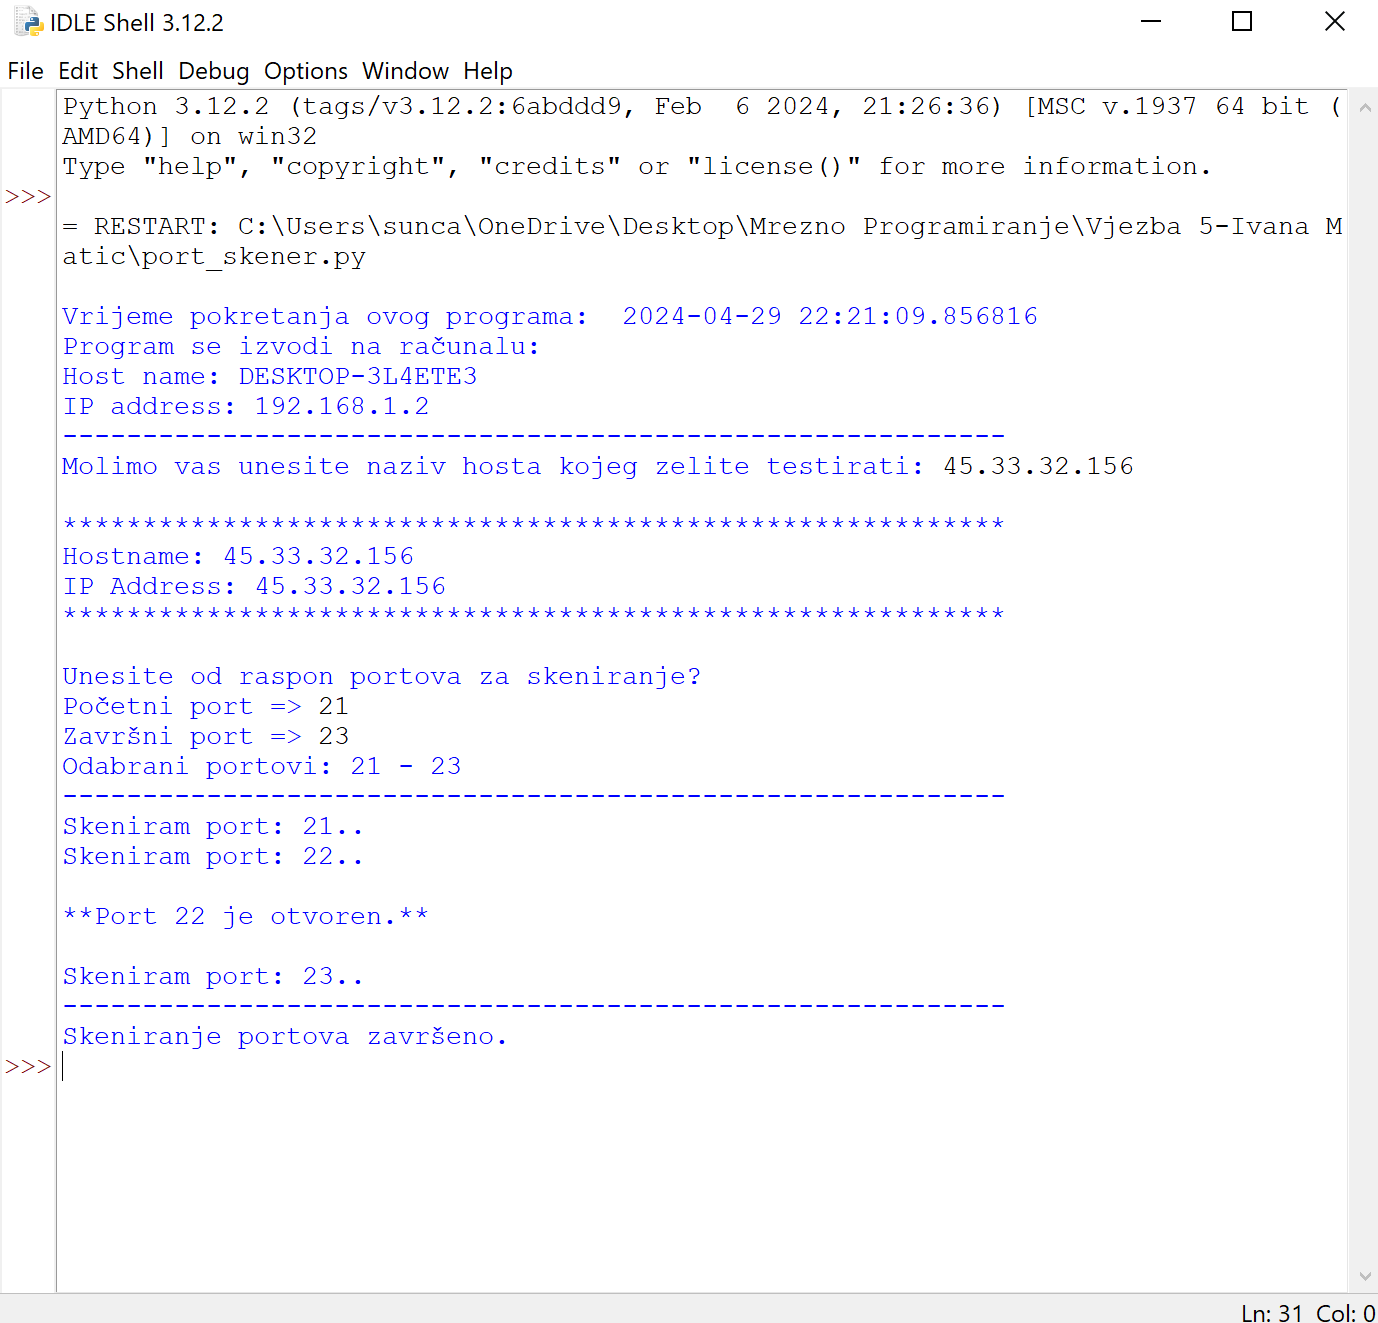 IDLE Shell 3.12.2
File Edit Shell Debug Options Window Help
Python 3.12.2 (tags/v3.12.2:6abddd9, Feb  6 2024, 21:26:36) [MSC v.1937 64 bit (
AMD64)] on win32
Type "help", "copyright", "credits" or "license()" for more information.
>>>
= RESTART: C:\Users\sunca\OneDrive\Desktop\Mrezno Programiranje\Vjezba 5-Ivana M
atic\port_skener.py
Vrijeme pokretanja ovog programa:  2024-04-29 22:21:09.856816
Program se izvodi na računalu:
Host name: DESKTOP-3L4ETE3
IP address: 192.168.1.2
-----------------------------------------------------------
Molimo vas unesite naziv hosta kojeg zelite testirati: 45.33.32.156
***********************************************************
Hostname: 45.33.32.156
IP Address: 45.33.32.156
***********************************************************
Unesite od raspon portova za skeniranje?
Početni port => 21
Završni port => 23
Odabrani portovi: 21 - 23
-----------------------------------------------------------
Skeniram port: 21..
Skeniram port: 22..
**Port 22 je otvoren.**
Skeniram port: 23..
-----------------------------------------------------------
Skeniranje portova završeno.
>>>
Ln: 31 Col: 0